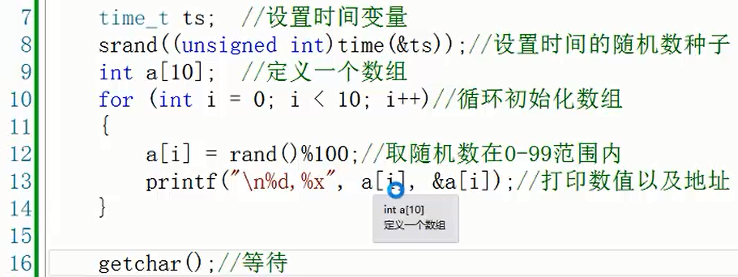 7 time_t ts; //设置时间变量
8 srand((unsigned int)time(&ts));//设置时间的随机数种子
9 int a[10]; //定义一个数组
10 for (int i = 0; i < 10; i++)//循环初始化数组
11 {
12 a[i] = rand()%100;//取随机数在0-99范围内
13 printf("\n%d,%x", a[i], &a[i]);//打印数值以及地址
14 }
int a[10]
定义一个数组
15
16 getchar();//等待